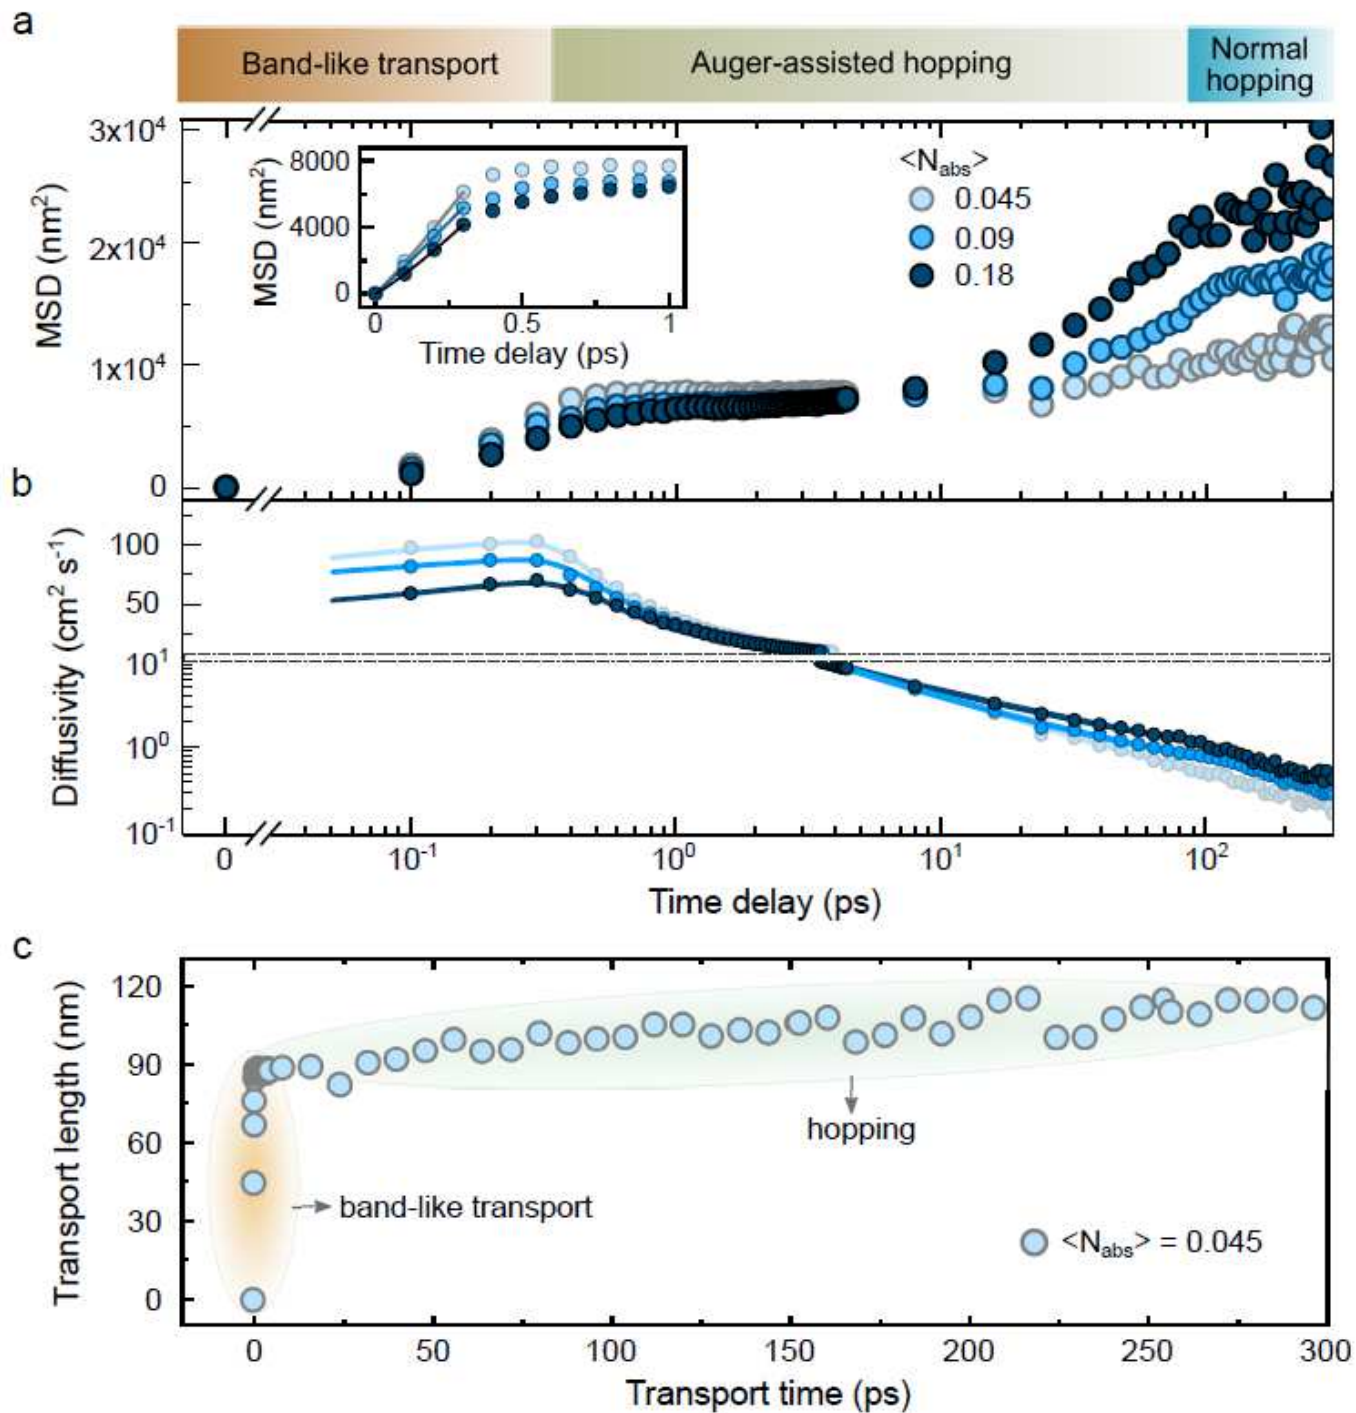 a
Band-like transport
Auger-assisted hopping
Normal
hopping
3x10⁴
2x10⁴
1x10⁴
0
MSD (nm²)
8000
4000
0
MSD (nm²)
0
0.5
1
Time delay (ps)
<N_abs>
0.045
0.09
0.18
b
100
50
10¹
10⁰
10⁻¹
Diffusivity (cm² s⁻¹)
0
10⁻¹
10⁰
10¹
10²
Time delay (ps)
c
120
90
60
30
0
Transport length (nm)
hopping
band-like transport
<N_abs> = 0.045
0
50
100
150
200
250
300
Transport time (ps)